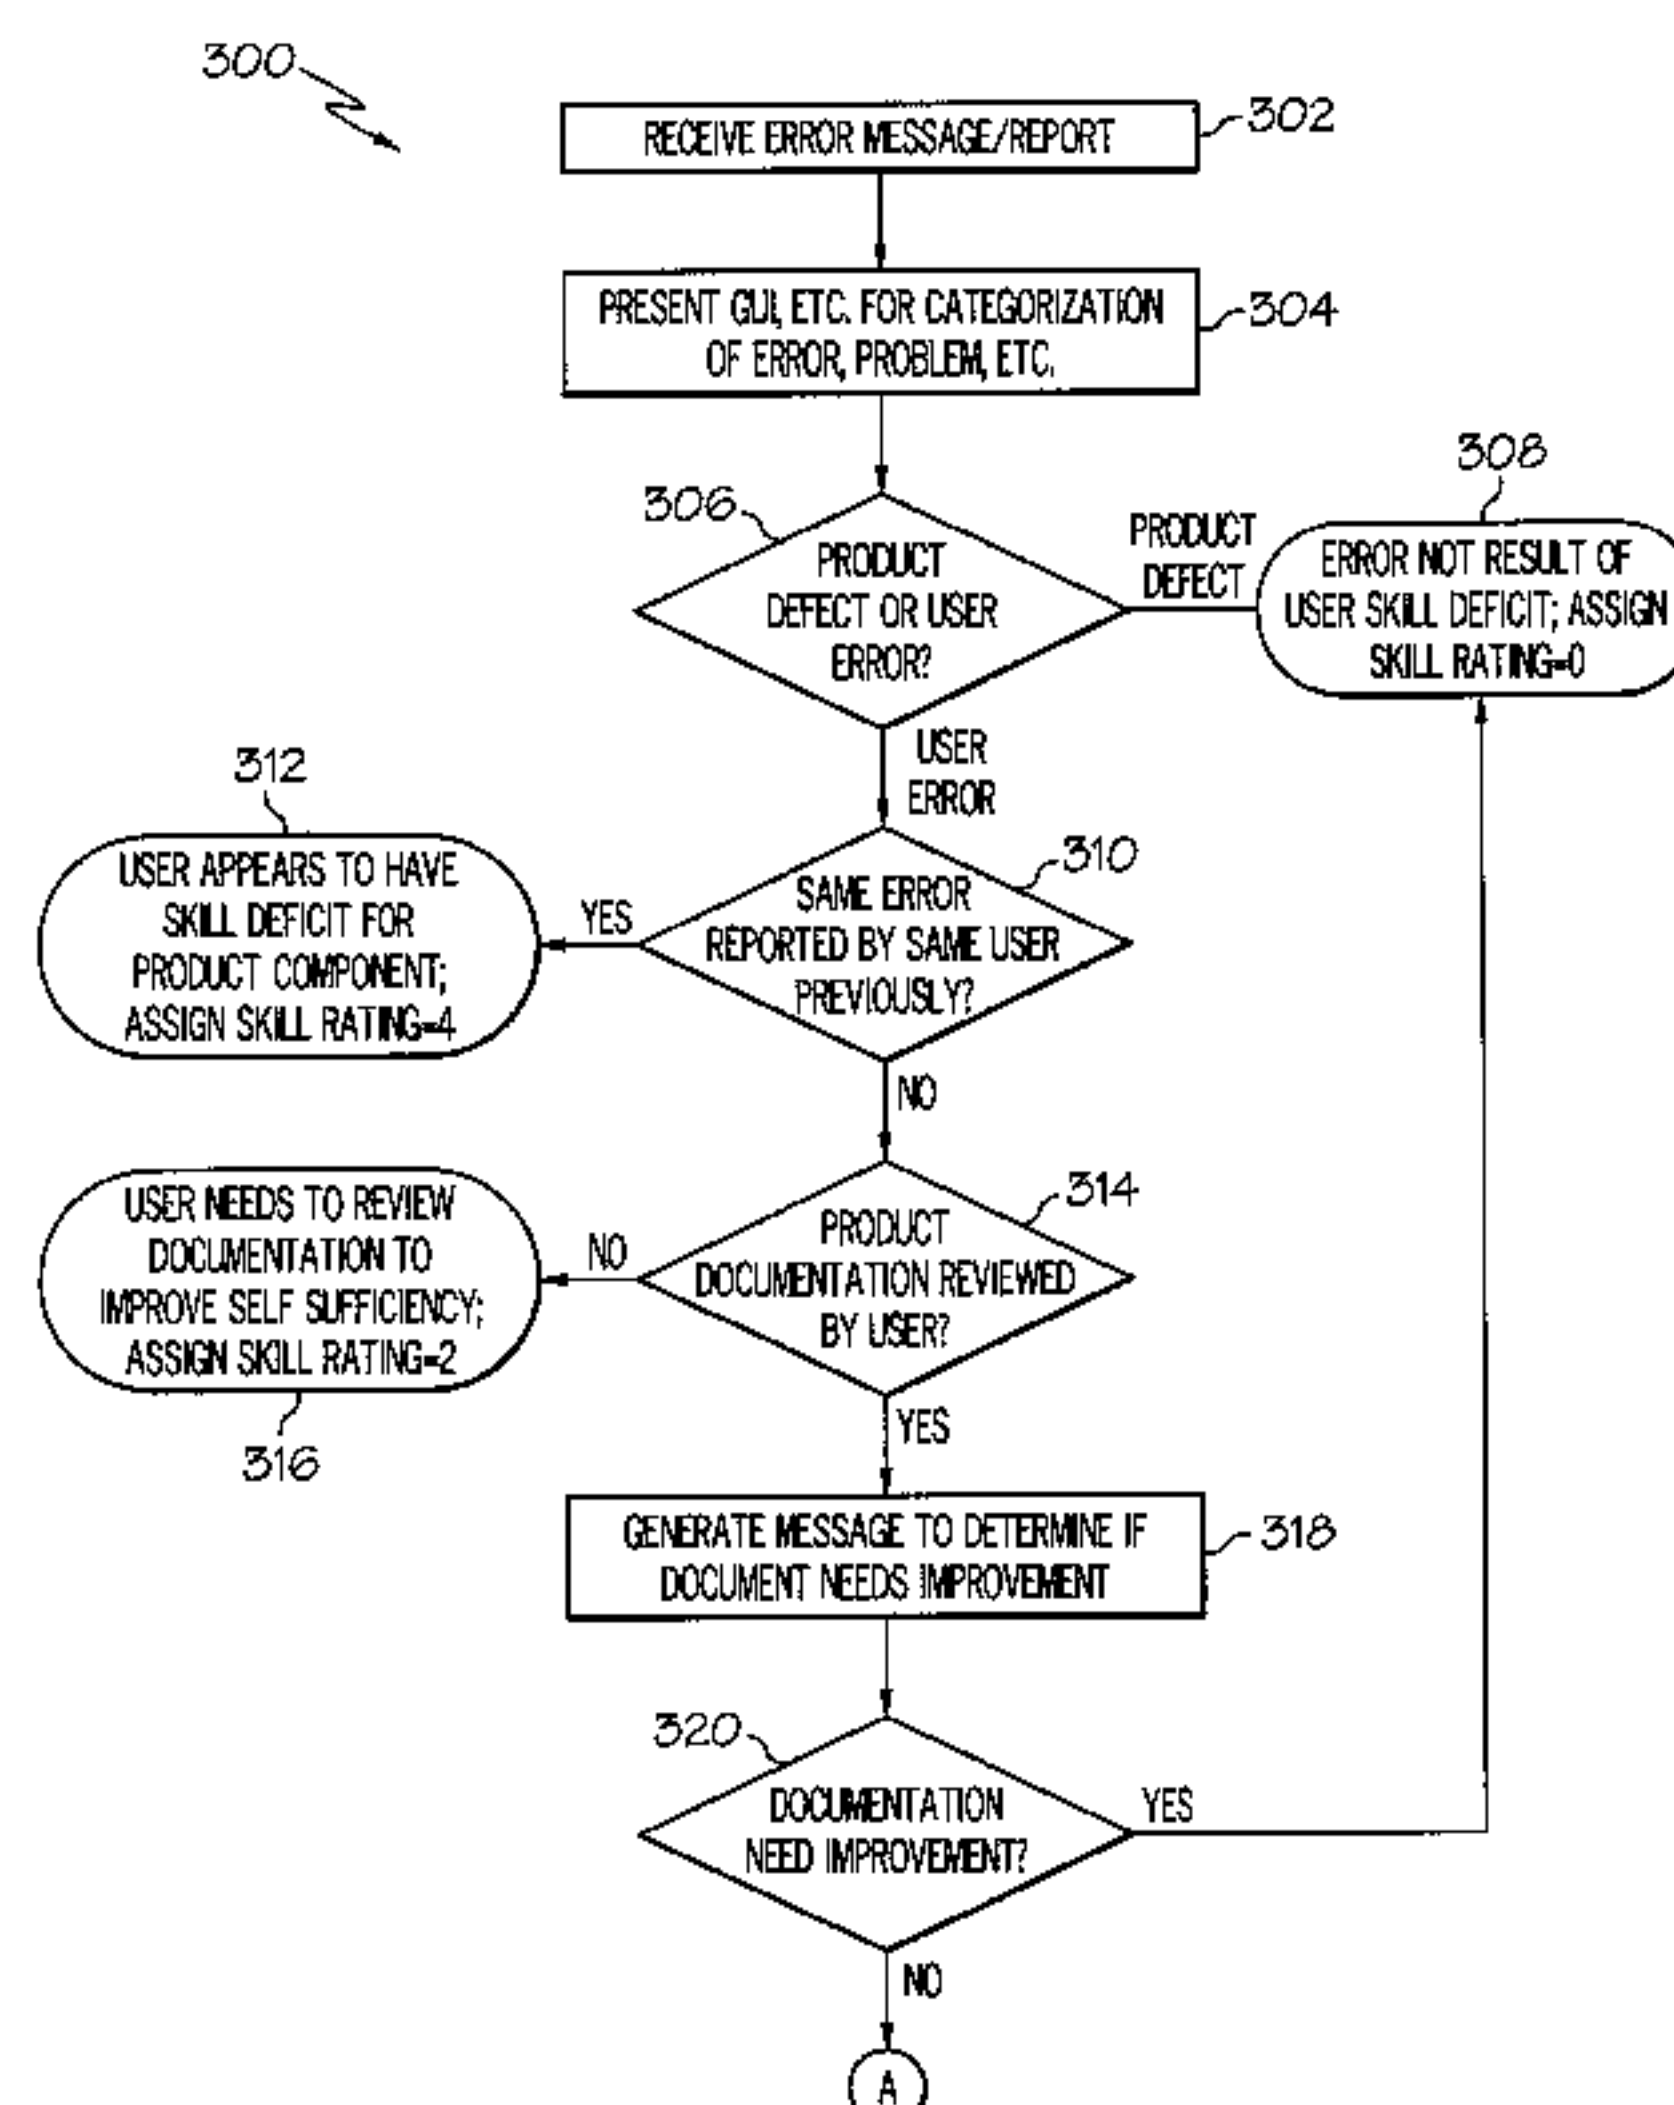 300
RECEIVE ERROR MESSAGE/REPORT
302
PRESENT GUI, ETC. FOR CATEGORIZATION
OF ERROR, PROBLEM, ETC.
304
306
PRODUCT
DEFECT OR USER
ERROR?
PRODUCT
DEFECT
308
ERROR NOT RESULT OF
USER SKILL DEFICIT; ASSIGN
SKILL RATING=0
USER
ERROR
312
USER APPEARS TO HAVE
SKILL DEFICIT FOR
PRODUCT COMPONENT;
ASSIGN SKILL RATING=4
YES
310
SAME ERROR
REPORTED BY SAME USER
PREVIOUSLY?
NO
314
PRODUCT
DOCUMENTATION REVIEWED
BY USER?
NO
USER NEEDS TO REVIEW
DOCUMENTATION TO
IMPROVE SELF SUFFICIENCY;
ASSIGN SKILL RATING=2
316
YES
GENERATE MESSAGE TO DETERMINE IF
DOCUMENT NEEDS IMPROVEMENT
318
320
DOCUMENTATION
NEED IMPROVEMENT?
YES
NO
A